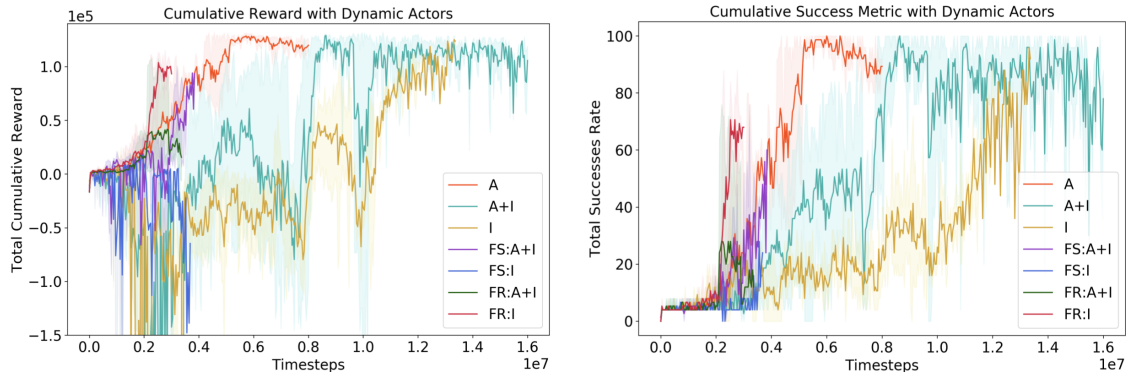 Cumulative Reward with Dynamic Actors
1e5
Total Cumulative Reward
1.0
0.5
0.0
−0.5
−1.0
−1.5
0.0 0.2 0.4 0.6 0.8 1.0 1.2 1.4 1.6
Timesteps
1e7
A
A+I
I
FS:A+I
FS:I
FR:A+I
FR:I
Cumulative Success Metric with Dynamic Actors
Total Successes Rate
100
80
60
40
20
0
0.0 0.2 0.4 0.6 0.8 1.0 1.2 1.4 1.6
Timesteps
1e7
A
A+I
I
FS:A+I
FS:I
FR:A+I
FR:I